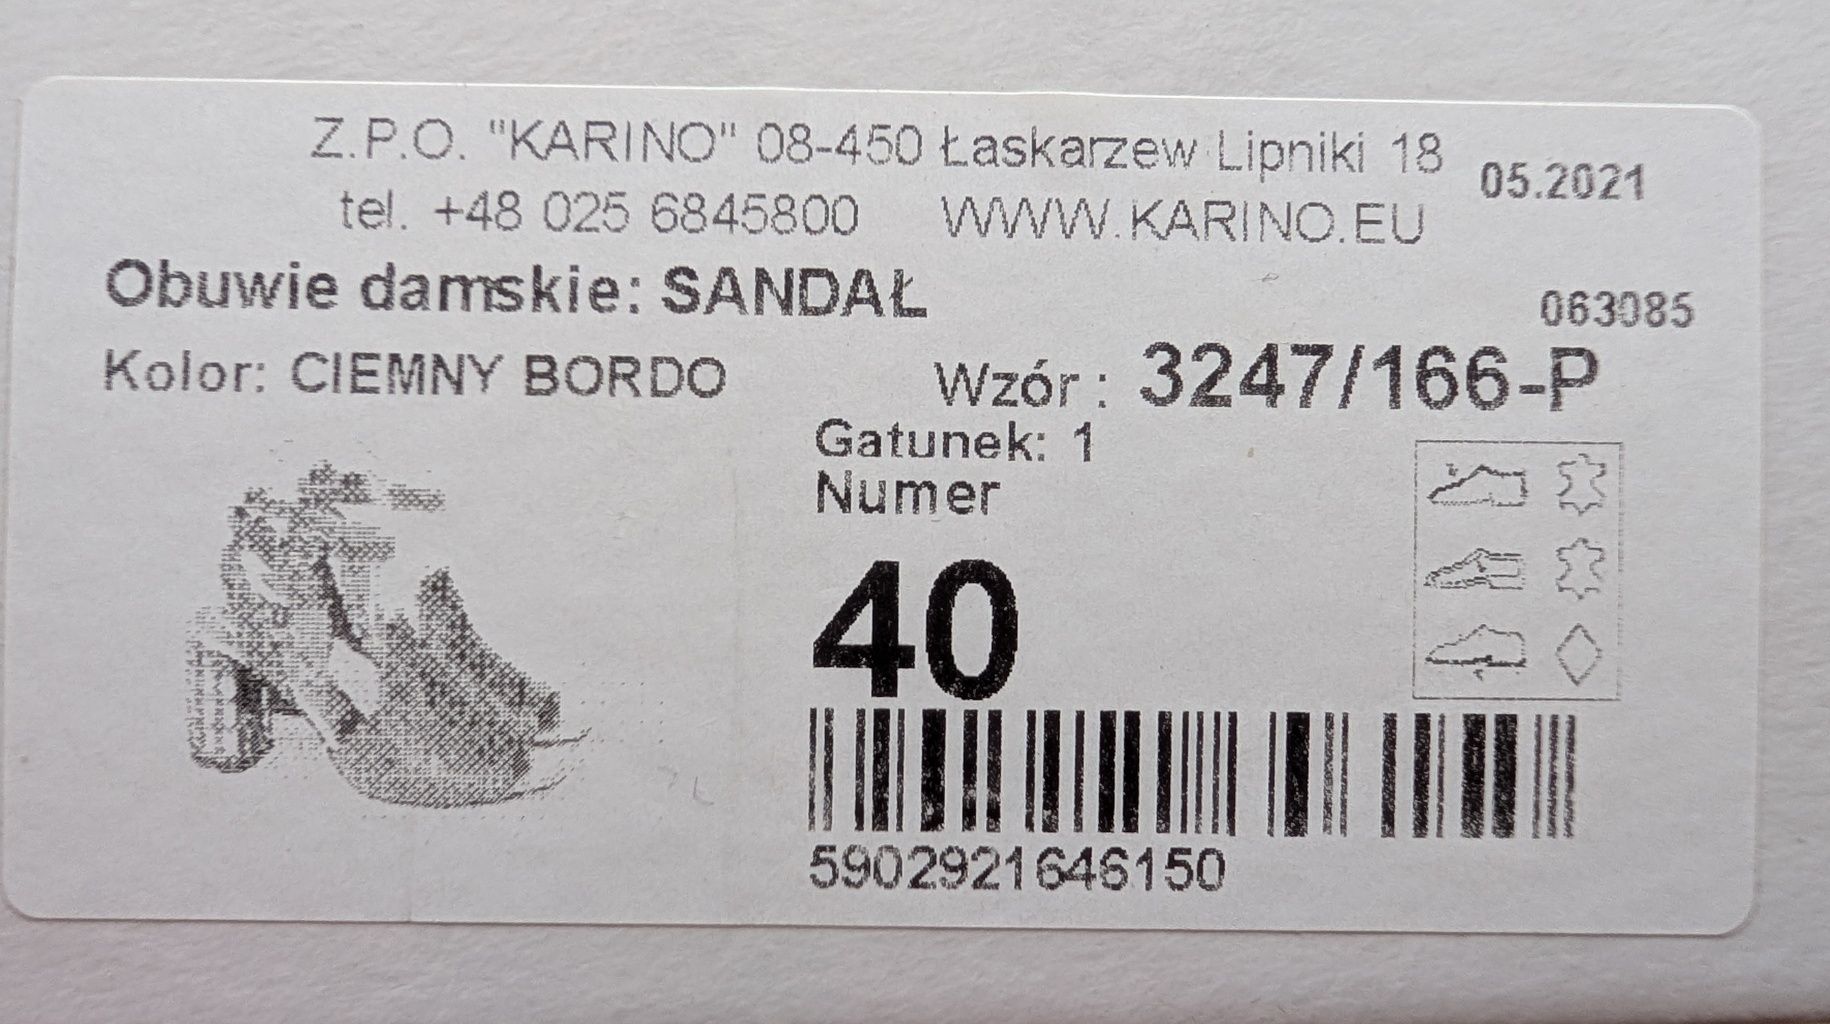 Z.P.O. "KARINO" 08-450 Łaskarzew Lipniki 18
05.2021
tel. +48 025 6845800 WWW.KARINO.EU
Obuwie damskie: SANDAŁ
063085
Kolor: CIEMNY BORDO
Wzór : 3247/166-P
Gatunek: 1
Numer
40
5902921646150